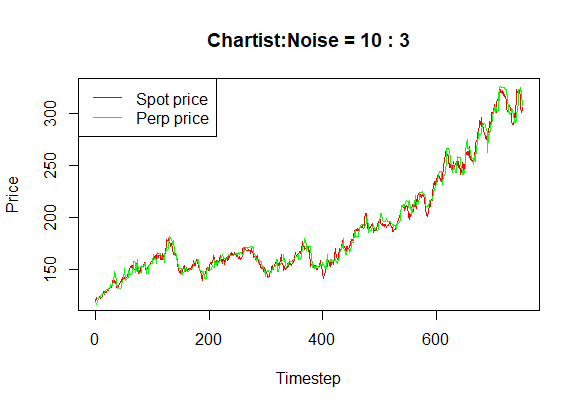 Chartist:Noise = 10 : 3
Spot price
Perp price
300
250
200
150
Price
0 200 400 600
Timestep